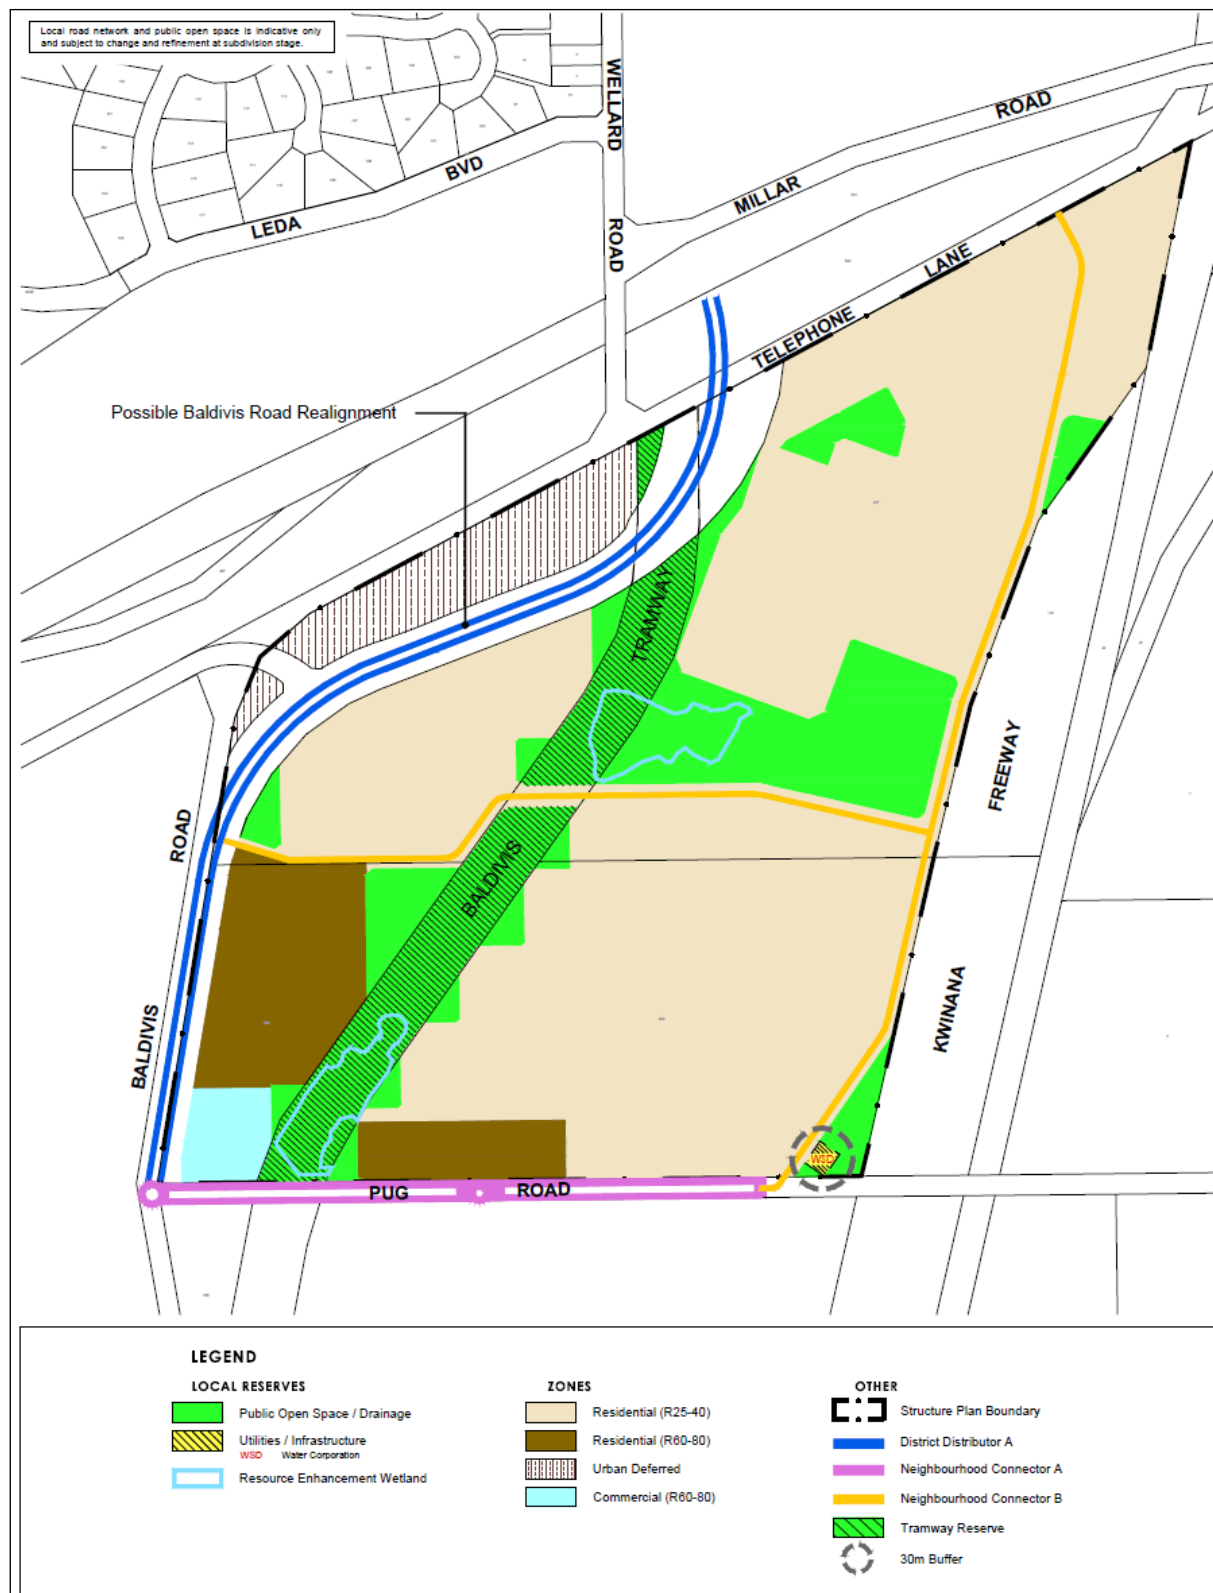 Local road network and public open space is indicative only
and subject to change and refinement at subdivision stage.
WELLARD
ROAD
ROAD
MILLAR
BVD
LEDA
LANE
TELEPHONE
Possible Baldivis Road Realignment
TRAMWAY
FREEWAY
ROAD
BALDIVIS
KWINANA
BALDIVIS
WSD
PUG
ROAD
LEGEND
LOCAL RESERVES
Public Open Space / Drainage
Utilities / Infrastructure
WSD Water Corporation
Resource Enhancement Wetland
ZONES
Residential (R25-40)
Residential (R60-80)
Urban Deferred
Commercial (R60-80)
OTHER
Structure Plan Boundary
District Distributor A
Neighbourhood Connector A
Neighbourhood Connector B
Tramway Reserve
30m Buffer